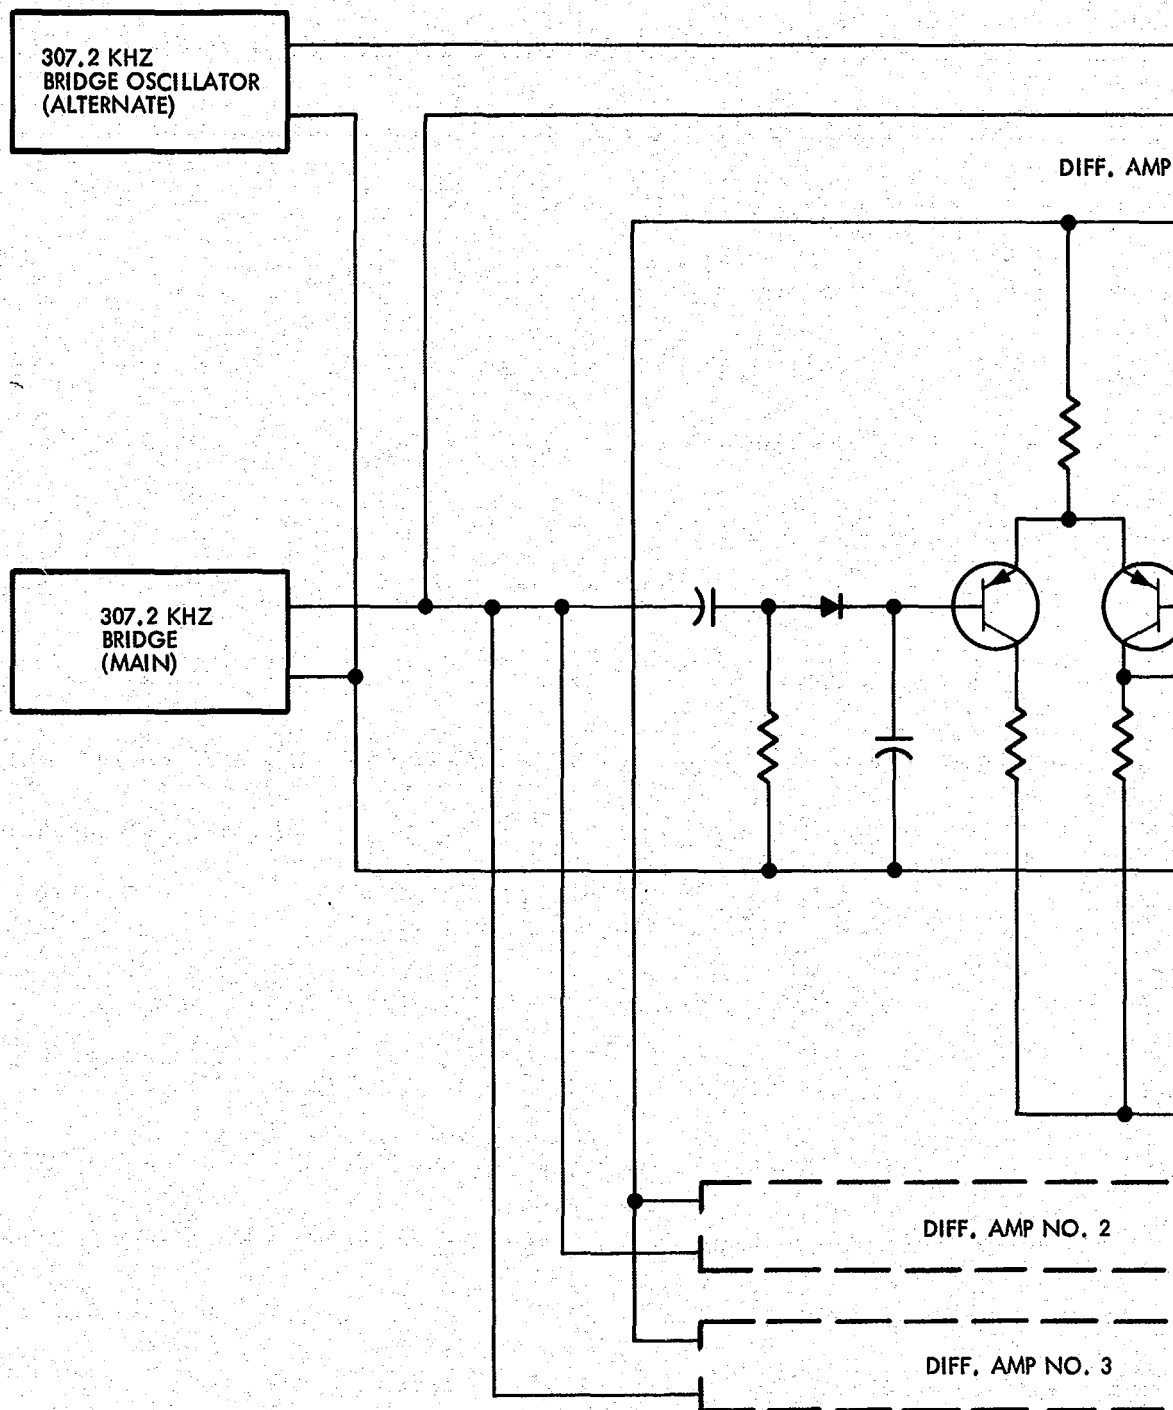 307.2 KHZ
BRIDGE OSCILLATOR
(ALTERNATE)
DIFF. AMP
307.2 KHZ
BRIDGE
(MAIN)
DIFF. AMP NO. 2
DIFF. AMP NO. 3